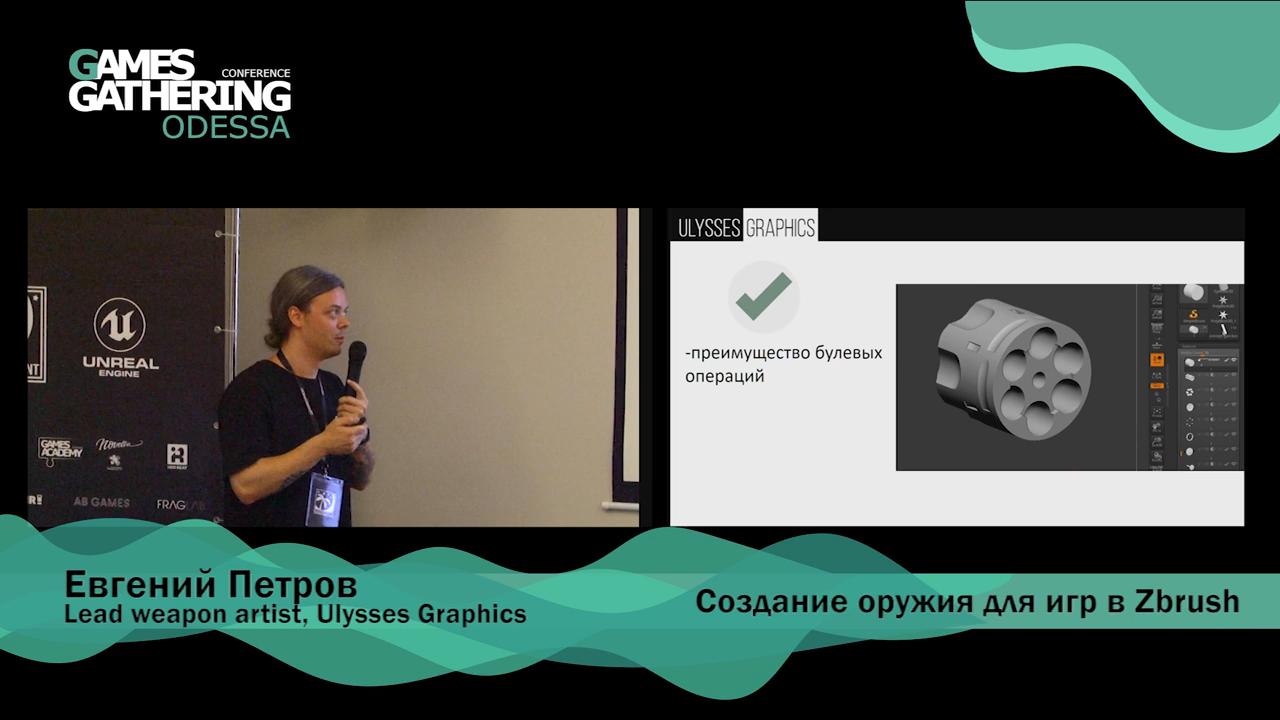 GAMES
CONFERENCE
GATHERING
ODESSA
UNREAL
ENGINE
GAMES
ACADEMY
AB GAMES
FRAGLAB
ULYSSES GRAPHICS
-преимущество булевых
операций
Евгений Петров
Lead weapon artist, Ulysses Graphics
Создание оружия для игр в Zbrush